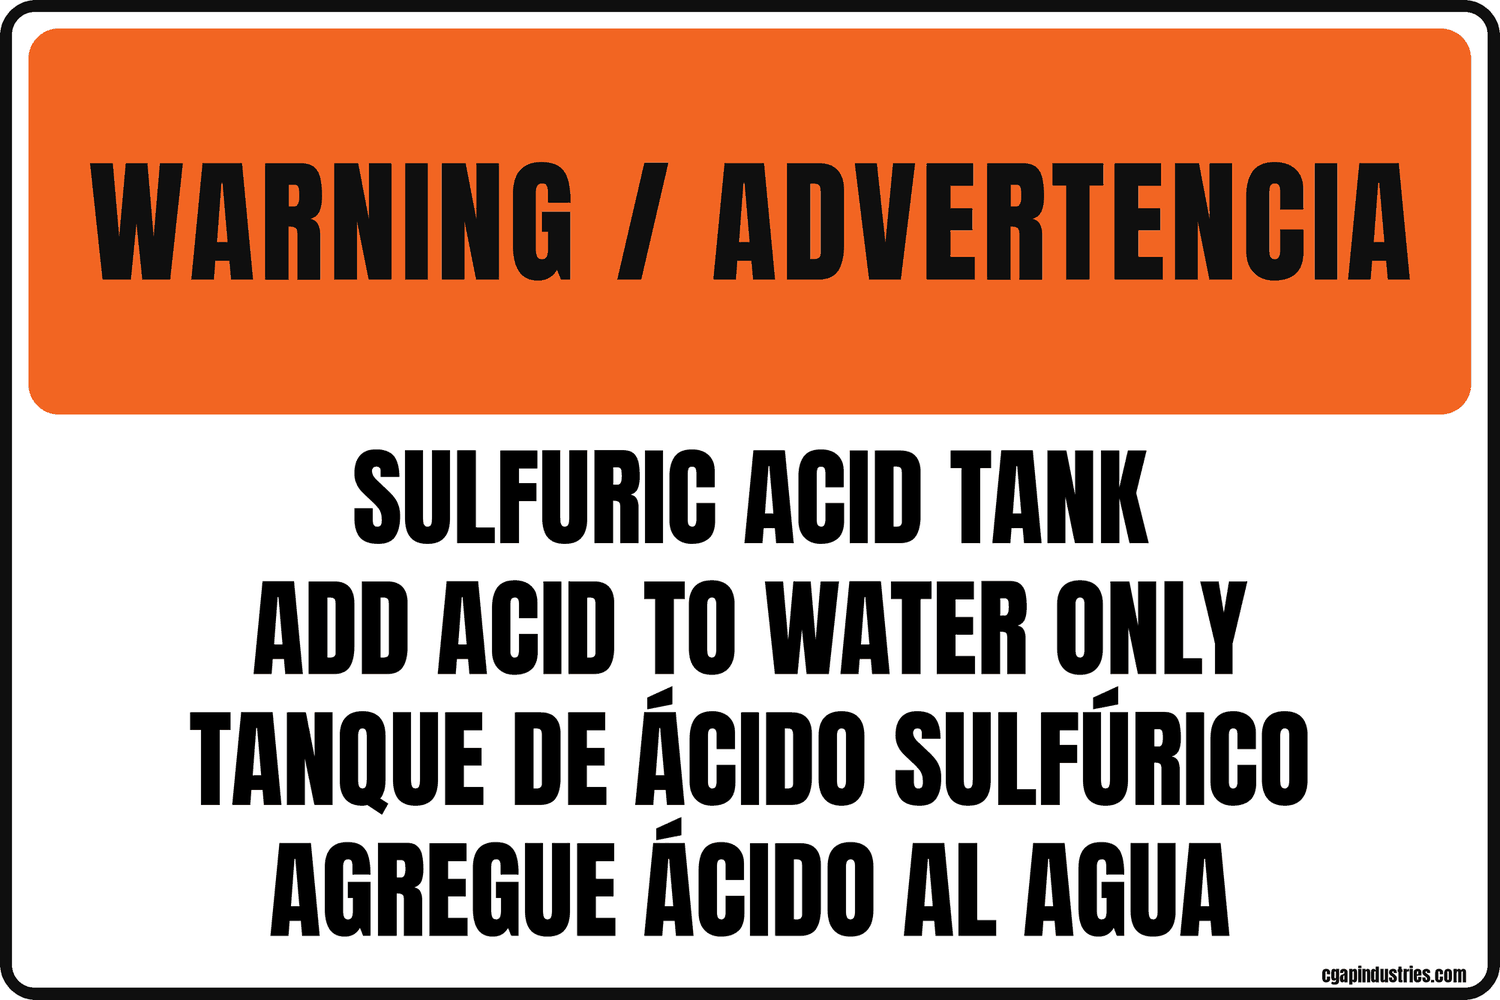 WARNING / ADVERTENCIA
SULFURIC ACID TANK
ADD ACID TO WATER ONLY
TANQUE DE ÁCIDO SULFÚRICO
AGREGUE ÁCIDO AL AGUA
cgapindustries.com